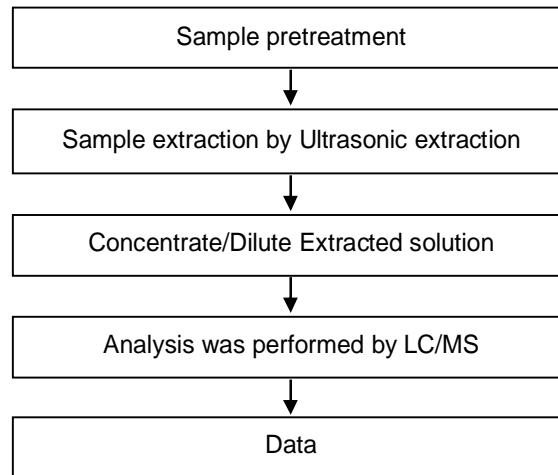 Sample pretreatment
Sample extraction by Ultrasonic extraction
Concentrate/Dilute Extracted solution
Analysis was performed by LC/MS
Data